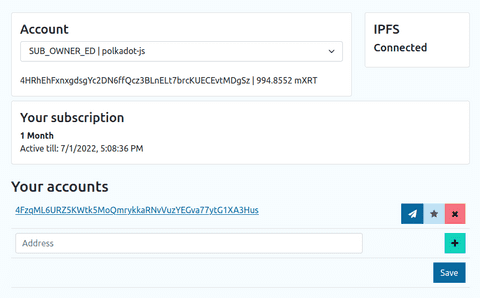 Account
SUB_OWNER_ED | polkadot-js
4HRhEhFxnxgdsgYc2DN6ffQcz3BLnELt7brcKUECEvtMDgSz | 994.8552 mXRT
IPFS
Connected
Your subscription
1 Month
Active till: 7/1/2022, 5:08:36 PM
Your accounts
4FzqML6URZ5KWtk5MoQmrykkaRNvVuzYEGva77ytG1XA3Hus
Address
Save